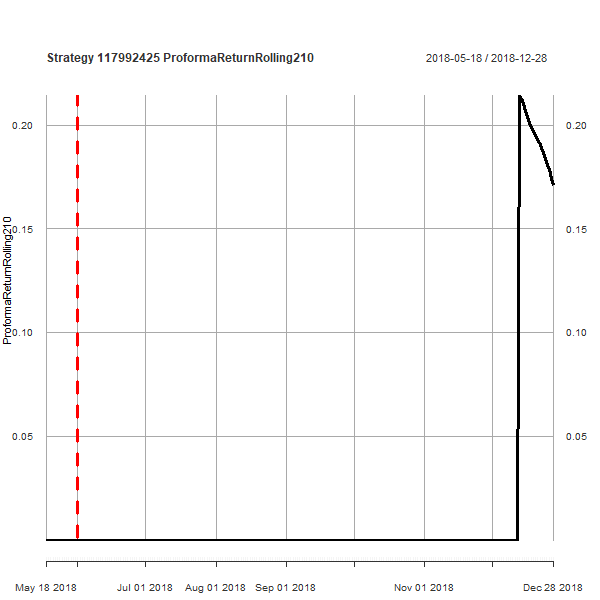 Strategy 117992425 ProformaReturnRolling210
2018-05-18 / 2018-12-28
ProformaReturnRolling210
0.20
0.20
0.15
0.15
0.10
0.10
0.05
0.05
May 18 2018
Jul 01 2018
Aug 01 2018
Sep 01 2018
Nov 01 2018
Dec 28 2018